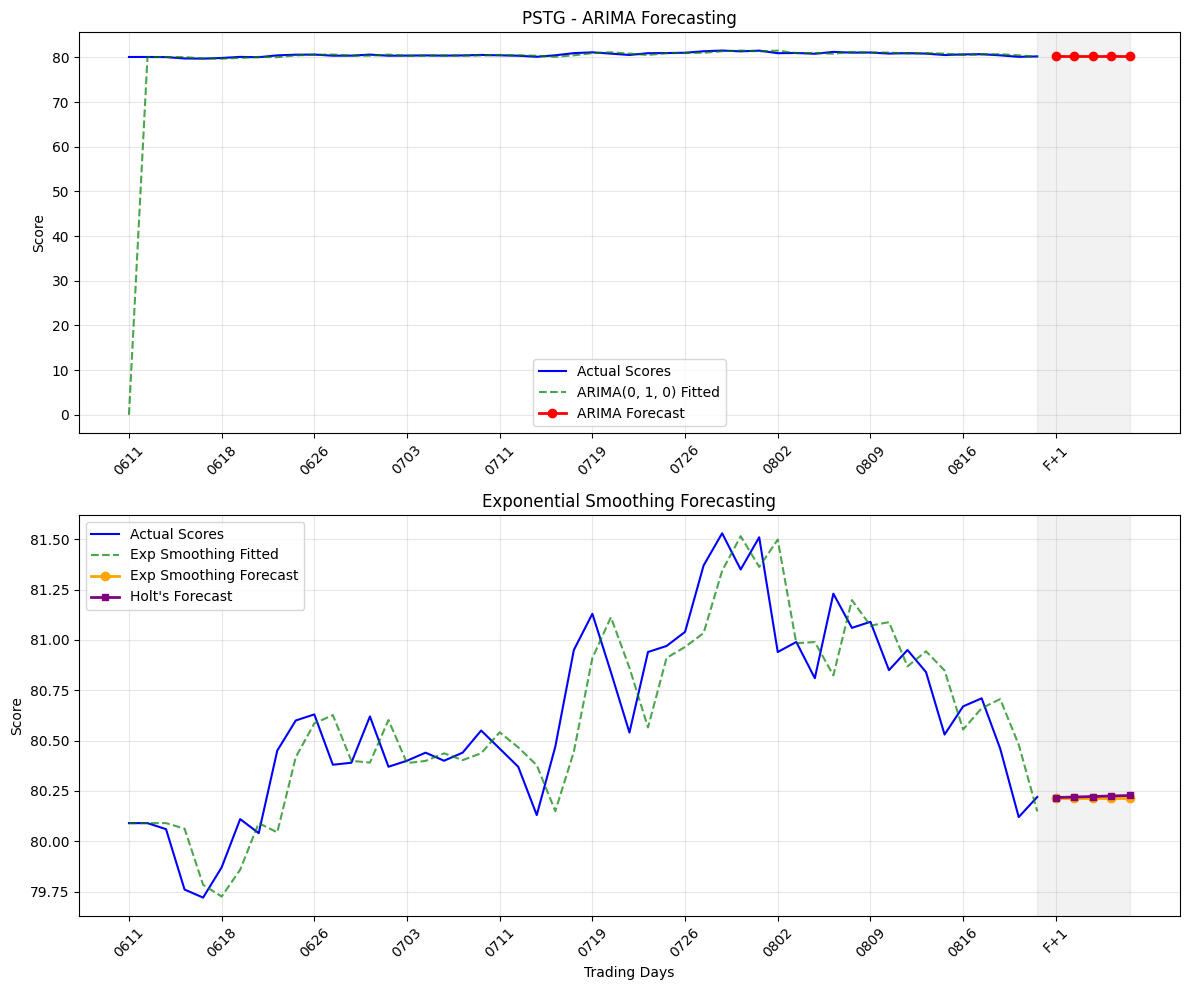 PSTG - ARIMA Forecasting
Score
80
70
60
50
40
30
20
10
0
Actual Scores
ARIMA(0, 1, 0) Fitted
ARIMA Forecast
0611
0618
0626
0703
0711
0719
0726
0802
0809
0816
F+1
Exponential Smoothing Forecasting
Score
81.50
81.25
81.00
80.75
80.50
80.25
80.00
79.75
Actual Scores
Exp Smoothing Fitted
Exp Smoothing Forecast
Holt's Forecast
0611
0618
0626
0703
0711
0719
0726
0802
0809
0816
F+1
Trading Days